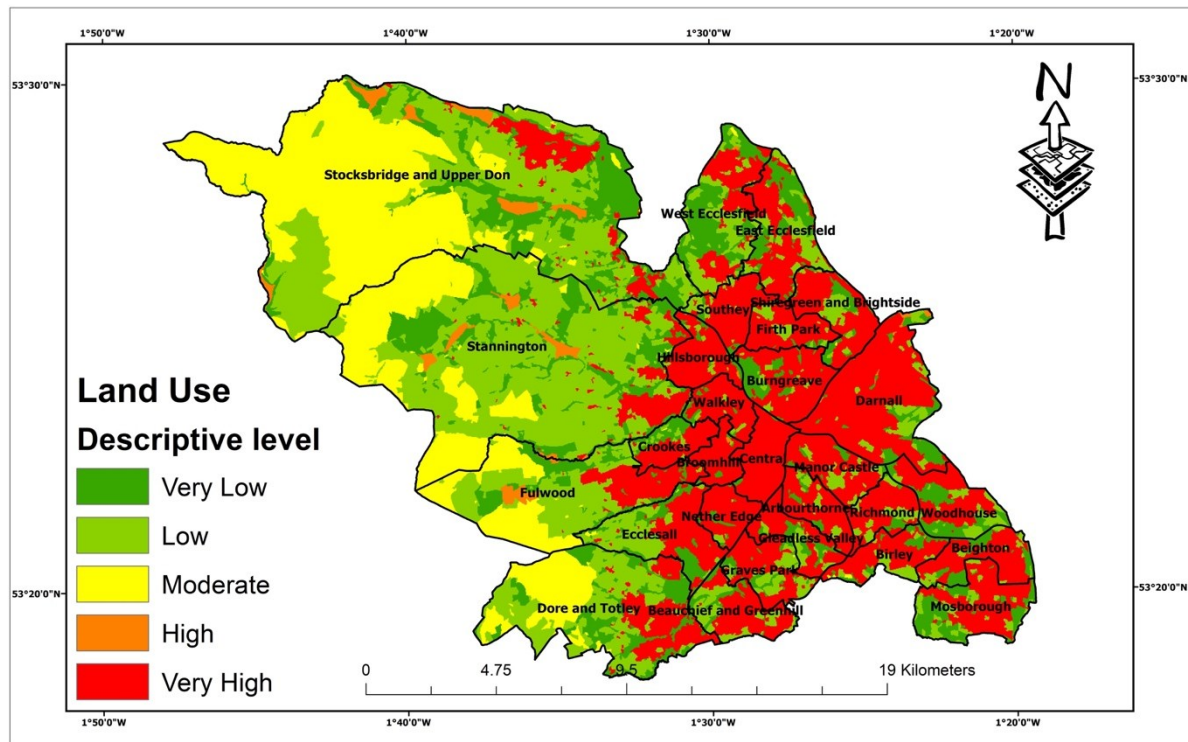 1°50'0"W 1°40'0"W 1°30'0"W 1°20'0"W
53°30'0"N 53°30'0"N
N
Stocksbridge and Upper Don
West Ecclesfield
East Ecclesfield
Shiregreen and Brightside
Southey
Firth Park
Stannington
Hillsborough
Burngreave
Walkley
Darnall
Crookes
Broomhill
Central
Manor Castle
Fulwood
Nether Edge
Arbourthorne
Richmond
Woodhouse
Ecclesall
Gleadless Valley
Birley
Beighton
Graves Park
Dore and Totley
Beauchief and Greenhill
Mosborough
Land Use
Descriptive level
Very Low
Low
Moderate
High
Very High
53°20'0"N 53°20'0"N
0 4.75 9.5 19 Kilometers
1°50'0"W 1°40'0"W 1°30'0"W 1°20'0"W